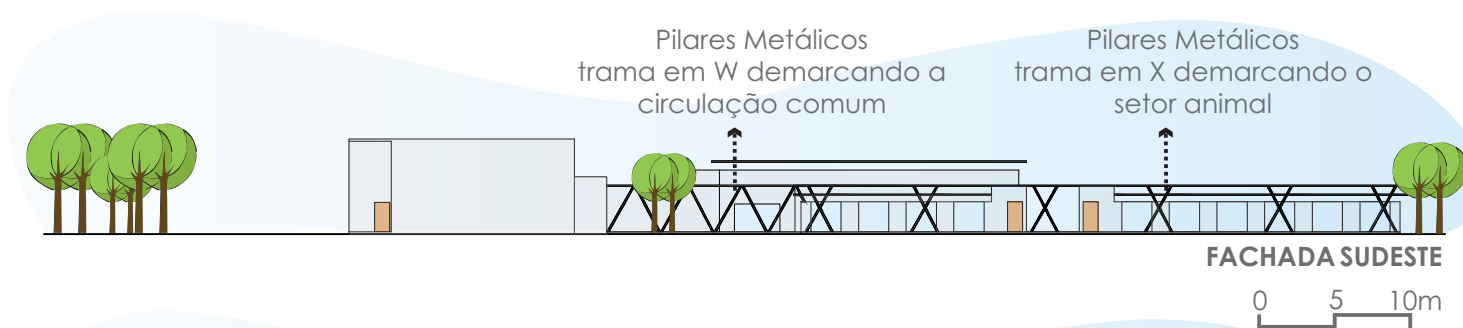 Pilares Metálicos
trama em W demarcando a
circulação comum
Pilares Metálicos
trama em X demarcando o
setor animal
FACHADA SUDESTE
0 5 10m